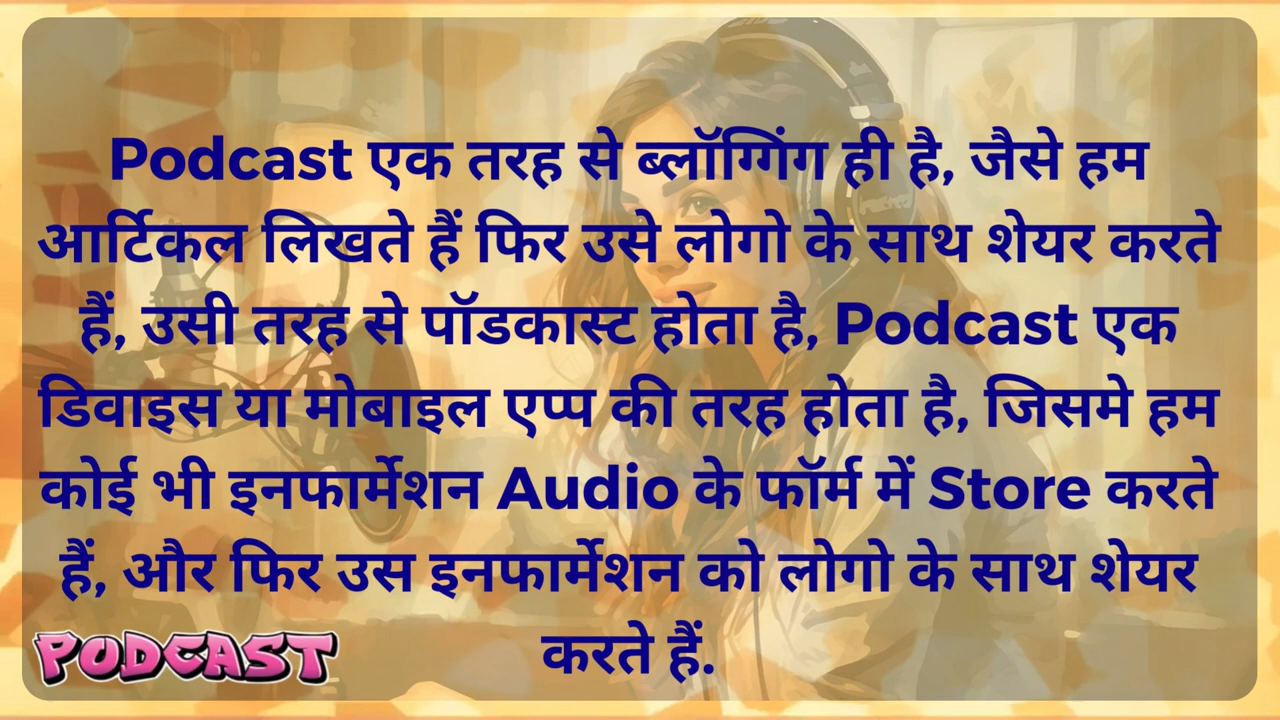 Podcast एक तरह से ब्लॉग्गिंग ही है, जैसे हम
आर्टिकल लिखते हैं फिर उसे लोगो के साथ शेयर करते
हैं, उसी तरह से पॉडकास्ट होता है, Podcast एक
डिवाइस या मोबाइल एप्प की तरह होता है, जिसमे हम
कोई भी इनफार्मेशन Audio के फॉर्म में Store करते
हैं, और फिर उस इनफार्मेशन को लोगो के साथ शेयर
करते हैं.
PODCAST